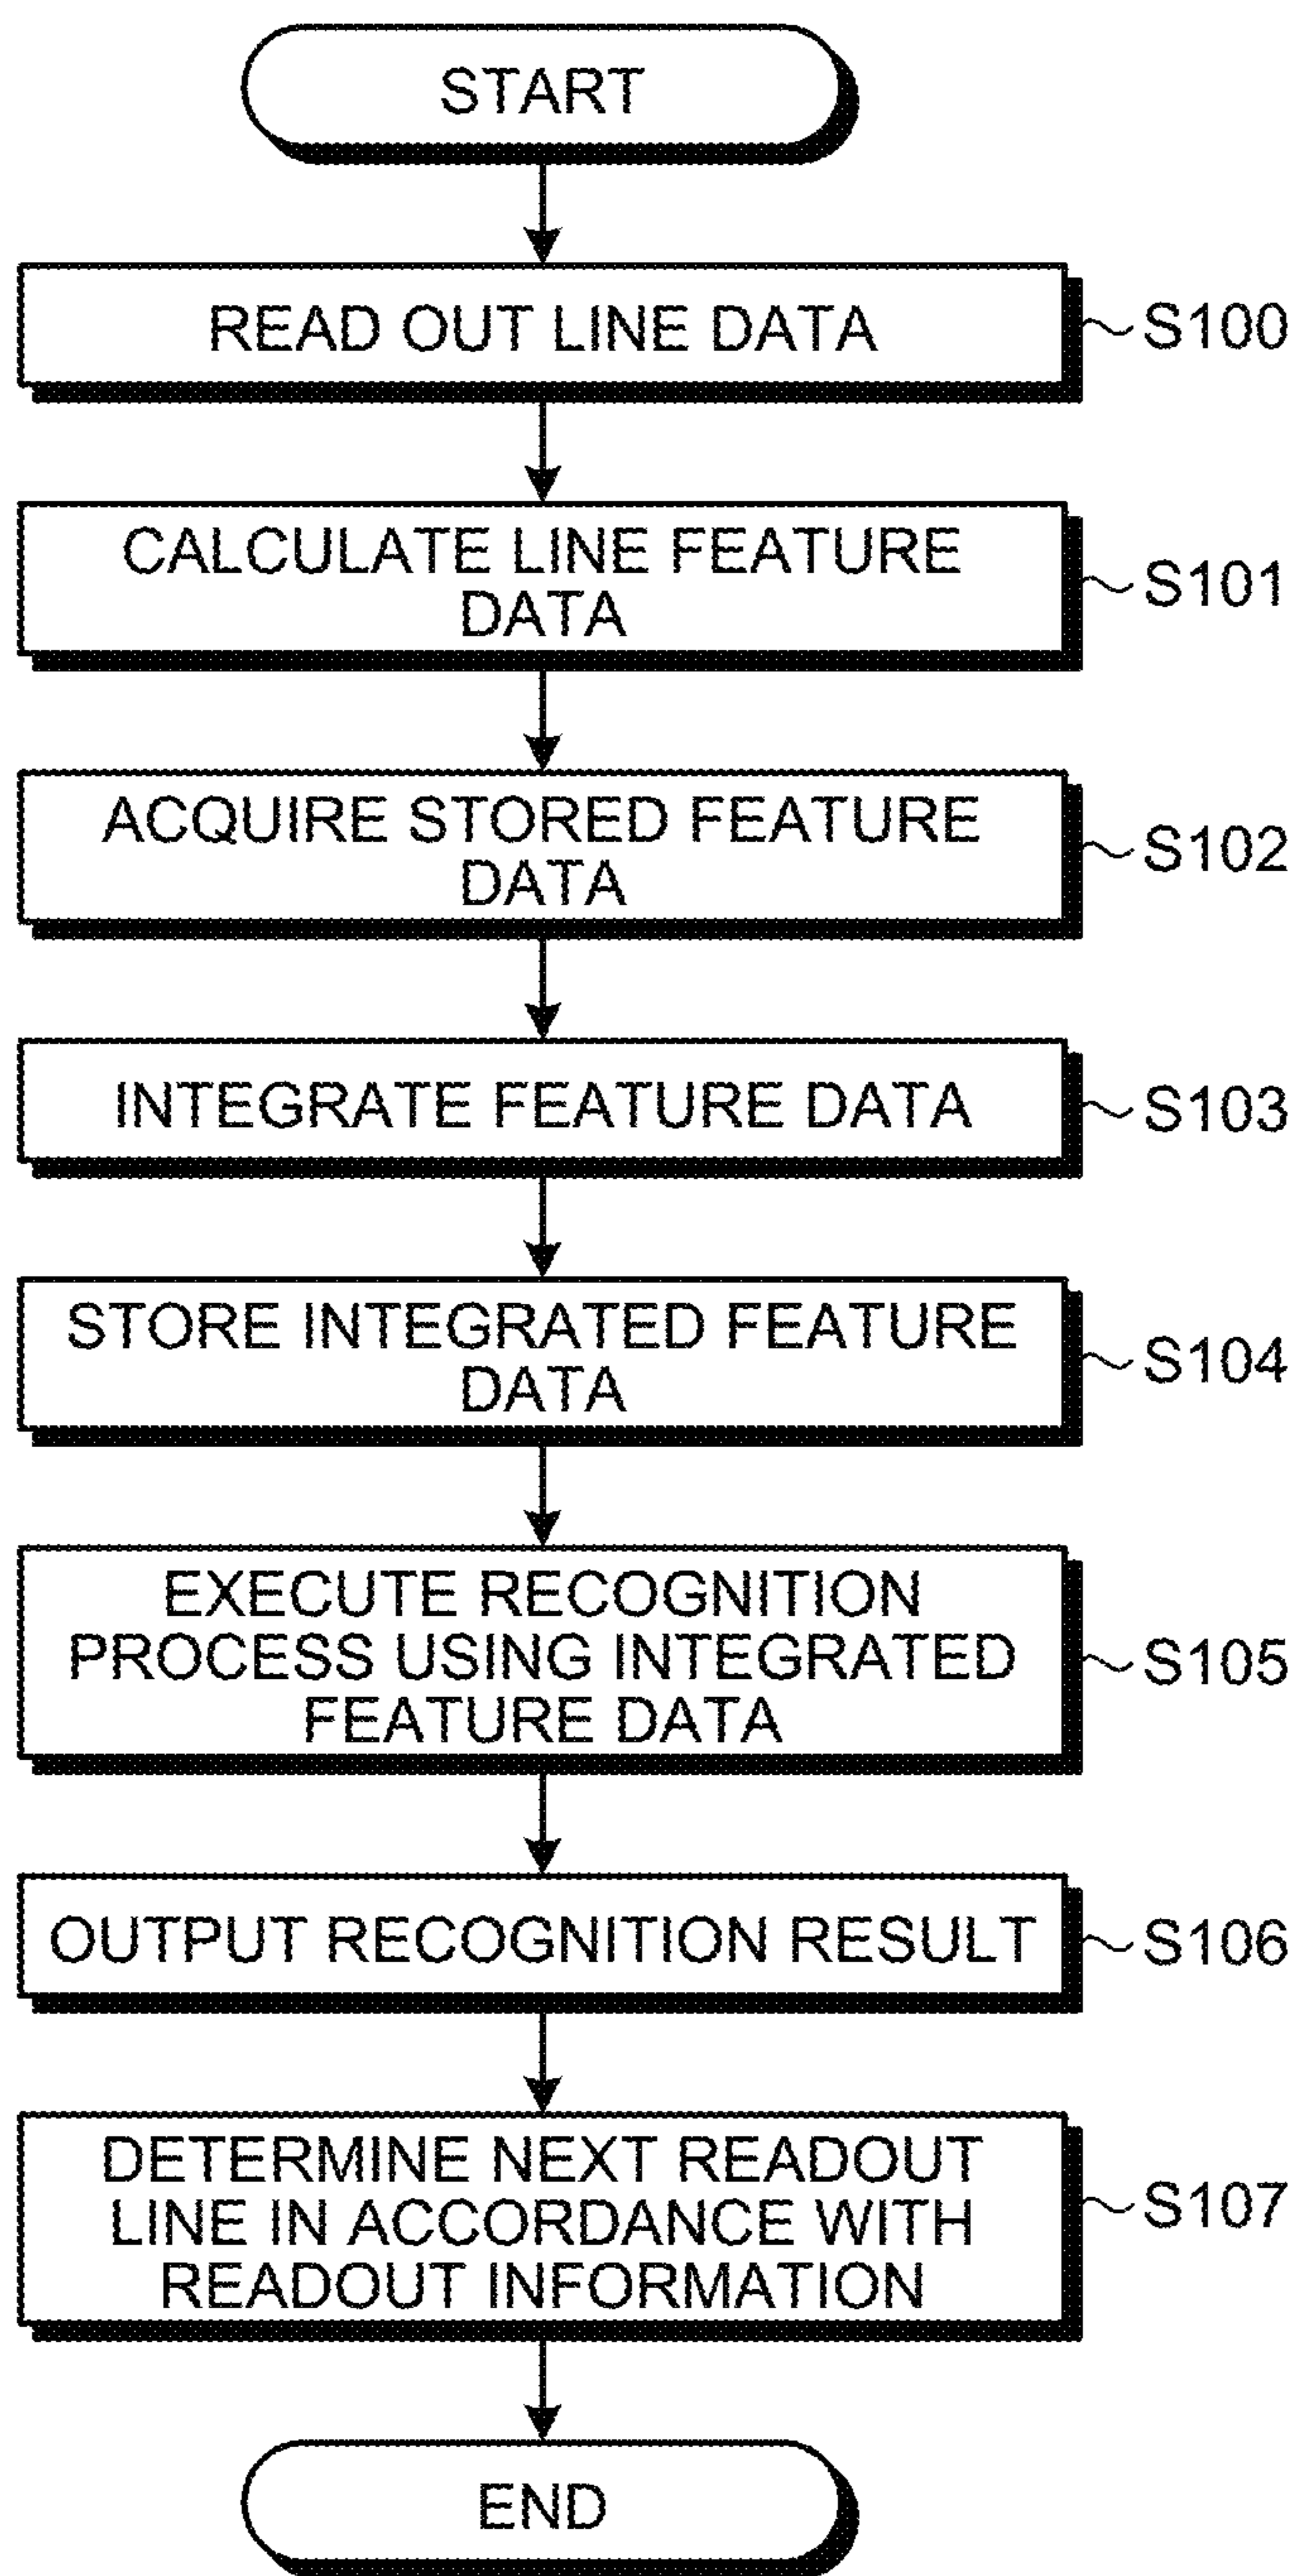 START
READ OUT LINE DATA
S100
CALCULATE LINE FEATURE
DATA
S101
ACQUIRE STORED FEATURE
DATA
S102
INTEGRATE FEATURE DATA
S103
STORE INTEGRATED FEATURE
DATA
S104
EXECUTE RECOGNITION
PROCESS USING INTEGRATED
FEATURE DATA
S105
OUTPUT RECOGNITION RESULT
S106
DETERMINE NEXT READOUT
LINE IN ACCORDANCE WITH
READOUT INFORMATION
S107
END